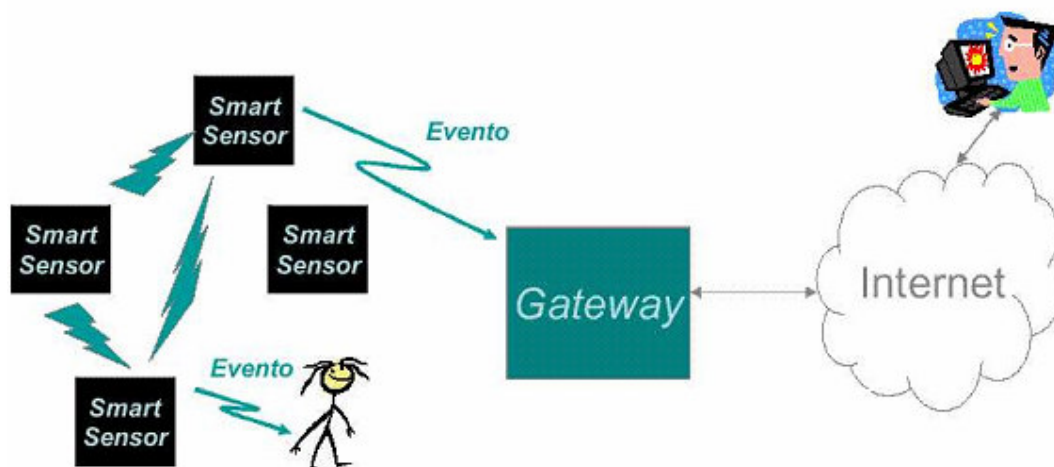 Smart
Sensor
Evento
Smart
Sensor
Smart
Sensor
Gateway
Internet
Evento
Smart
Sensor